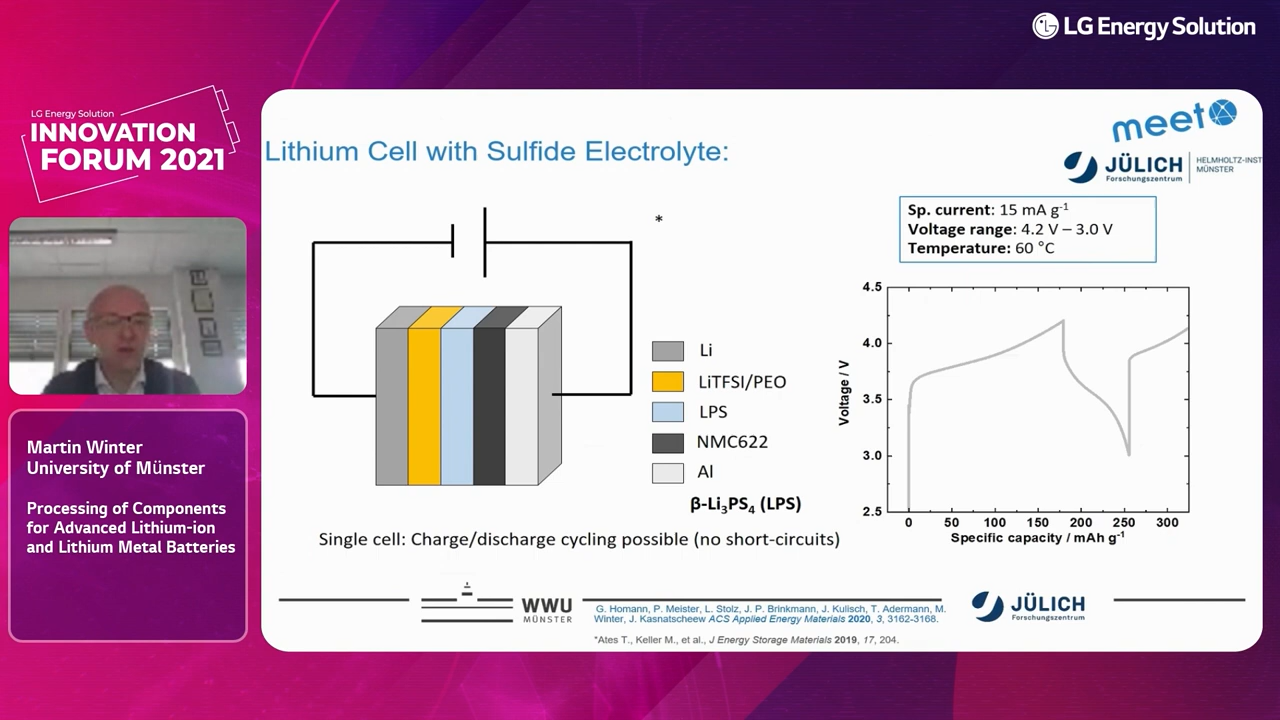 LG Energy Solution
LG Energy Solution
INNOVATION
FORUM 2021
Martin Winter
University of Münster
Processing of Components
for Advanced Lithium-ion
and Lithium Metal Batteries
Lithium Cell with Sulfide Electrolyte:
meet
JÜLICH
Forschungszentrum
HELMHOLTZ-INST
MÜNSTER
*
Sp. current: 15 mA g⁻¹
Voltage range: 4.2 V – 3.0 V
Temperature: 60 °C
Li
LiTFSI/PEO
LPS
NMC622
Al
β-Li₃PS₄ (LPS)
4.5
4.0
3.5
3.0
2.5
Voltage / V
0 50 100 150 200 250 300
Specific capacity / mAh g⁻¹
Single cell: Charge/discharge cycling possible (no short-circuits)
WWU
MÜNSTER
G. Homann, P. Meister, L. Stolz, J. P. Brinkmann, J. Kulisch, T. Adermann, M.
Winter, J. Kasnatscheew ACS Applied Energy Materials 2020, 3, 3162-3168.
*Ates T., Keller M., et al., J Energy Storage Materials 2019, 17, 204.
JÜLICH
Forschungszentrum